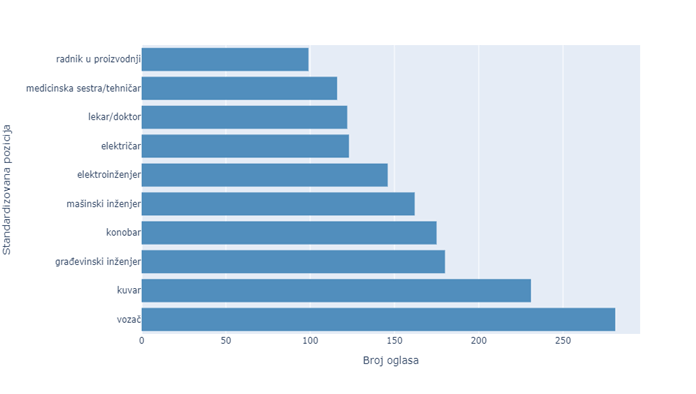 radnik u proizvodnji
medicinska sestra/tehničar
lekar/doktor
električar
elektroinženjer
mašinski inženjer
konobar
građevinski inženjer
kuvar
vozač
Standardizovana pozicija
0 50 100 150 200 250
Broj oglasa